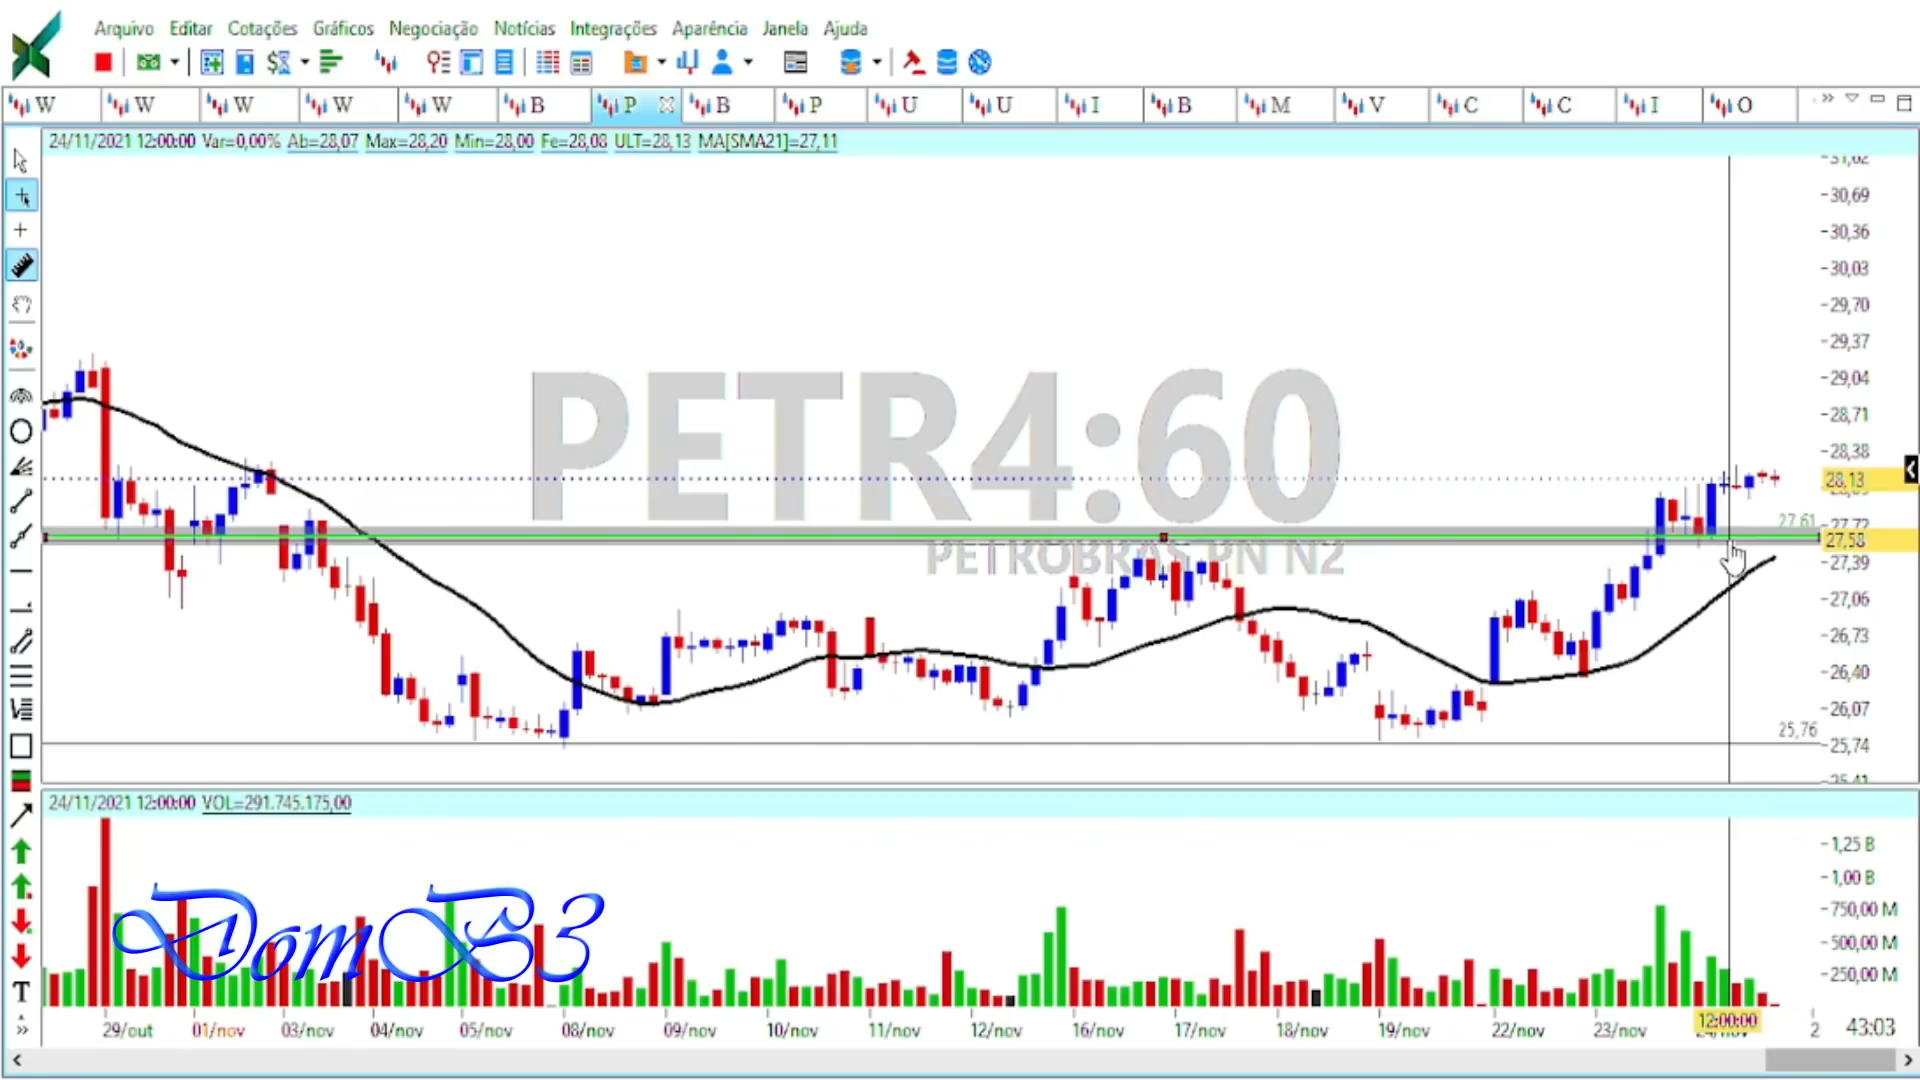 Arquivo Editar Cotações Gráficos Negociação Notícias Integrações Aparência Janela Ajuda
W W W W W B P B P U U I B M V C C I O
24/11/2021 12:00:00 Var=0,00% Ab=28,07 Max=28,20 Min=28,00 Fe=28,08 ULT=28,13 MA[SMA21]=27,11
30,69
30,36
30,03
29,70
29,37
29,04
28,71
28,38
28,13
27,61
27,72
27,58
27,39
27,06
26,73
26,40
26,07
25,76
25,74
PETR4:60
PETROBRAS PN N2
24/11/2021 12:00:00 VOL=291.745.175,00
1,25 B
1,00 B
750,00 M
500,00 M
250,00 M
DomB3
T
29/out 01/nov 03/nov 04/nov 05/nov 08/nov 09/nov 10/nov 11/nov 12/nov 16/nov 17/nov 18/nov 19/nov 22/nov 23/nov 12:00:00 24/nov 2 43:03